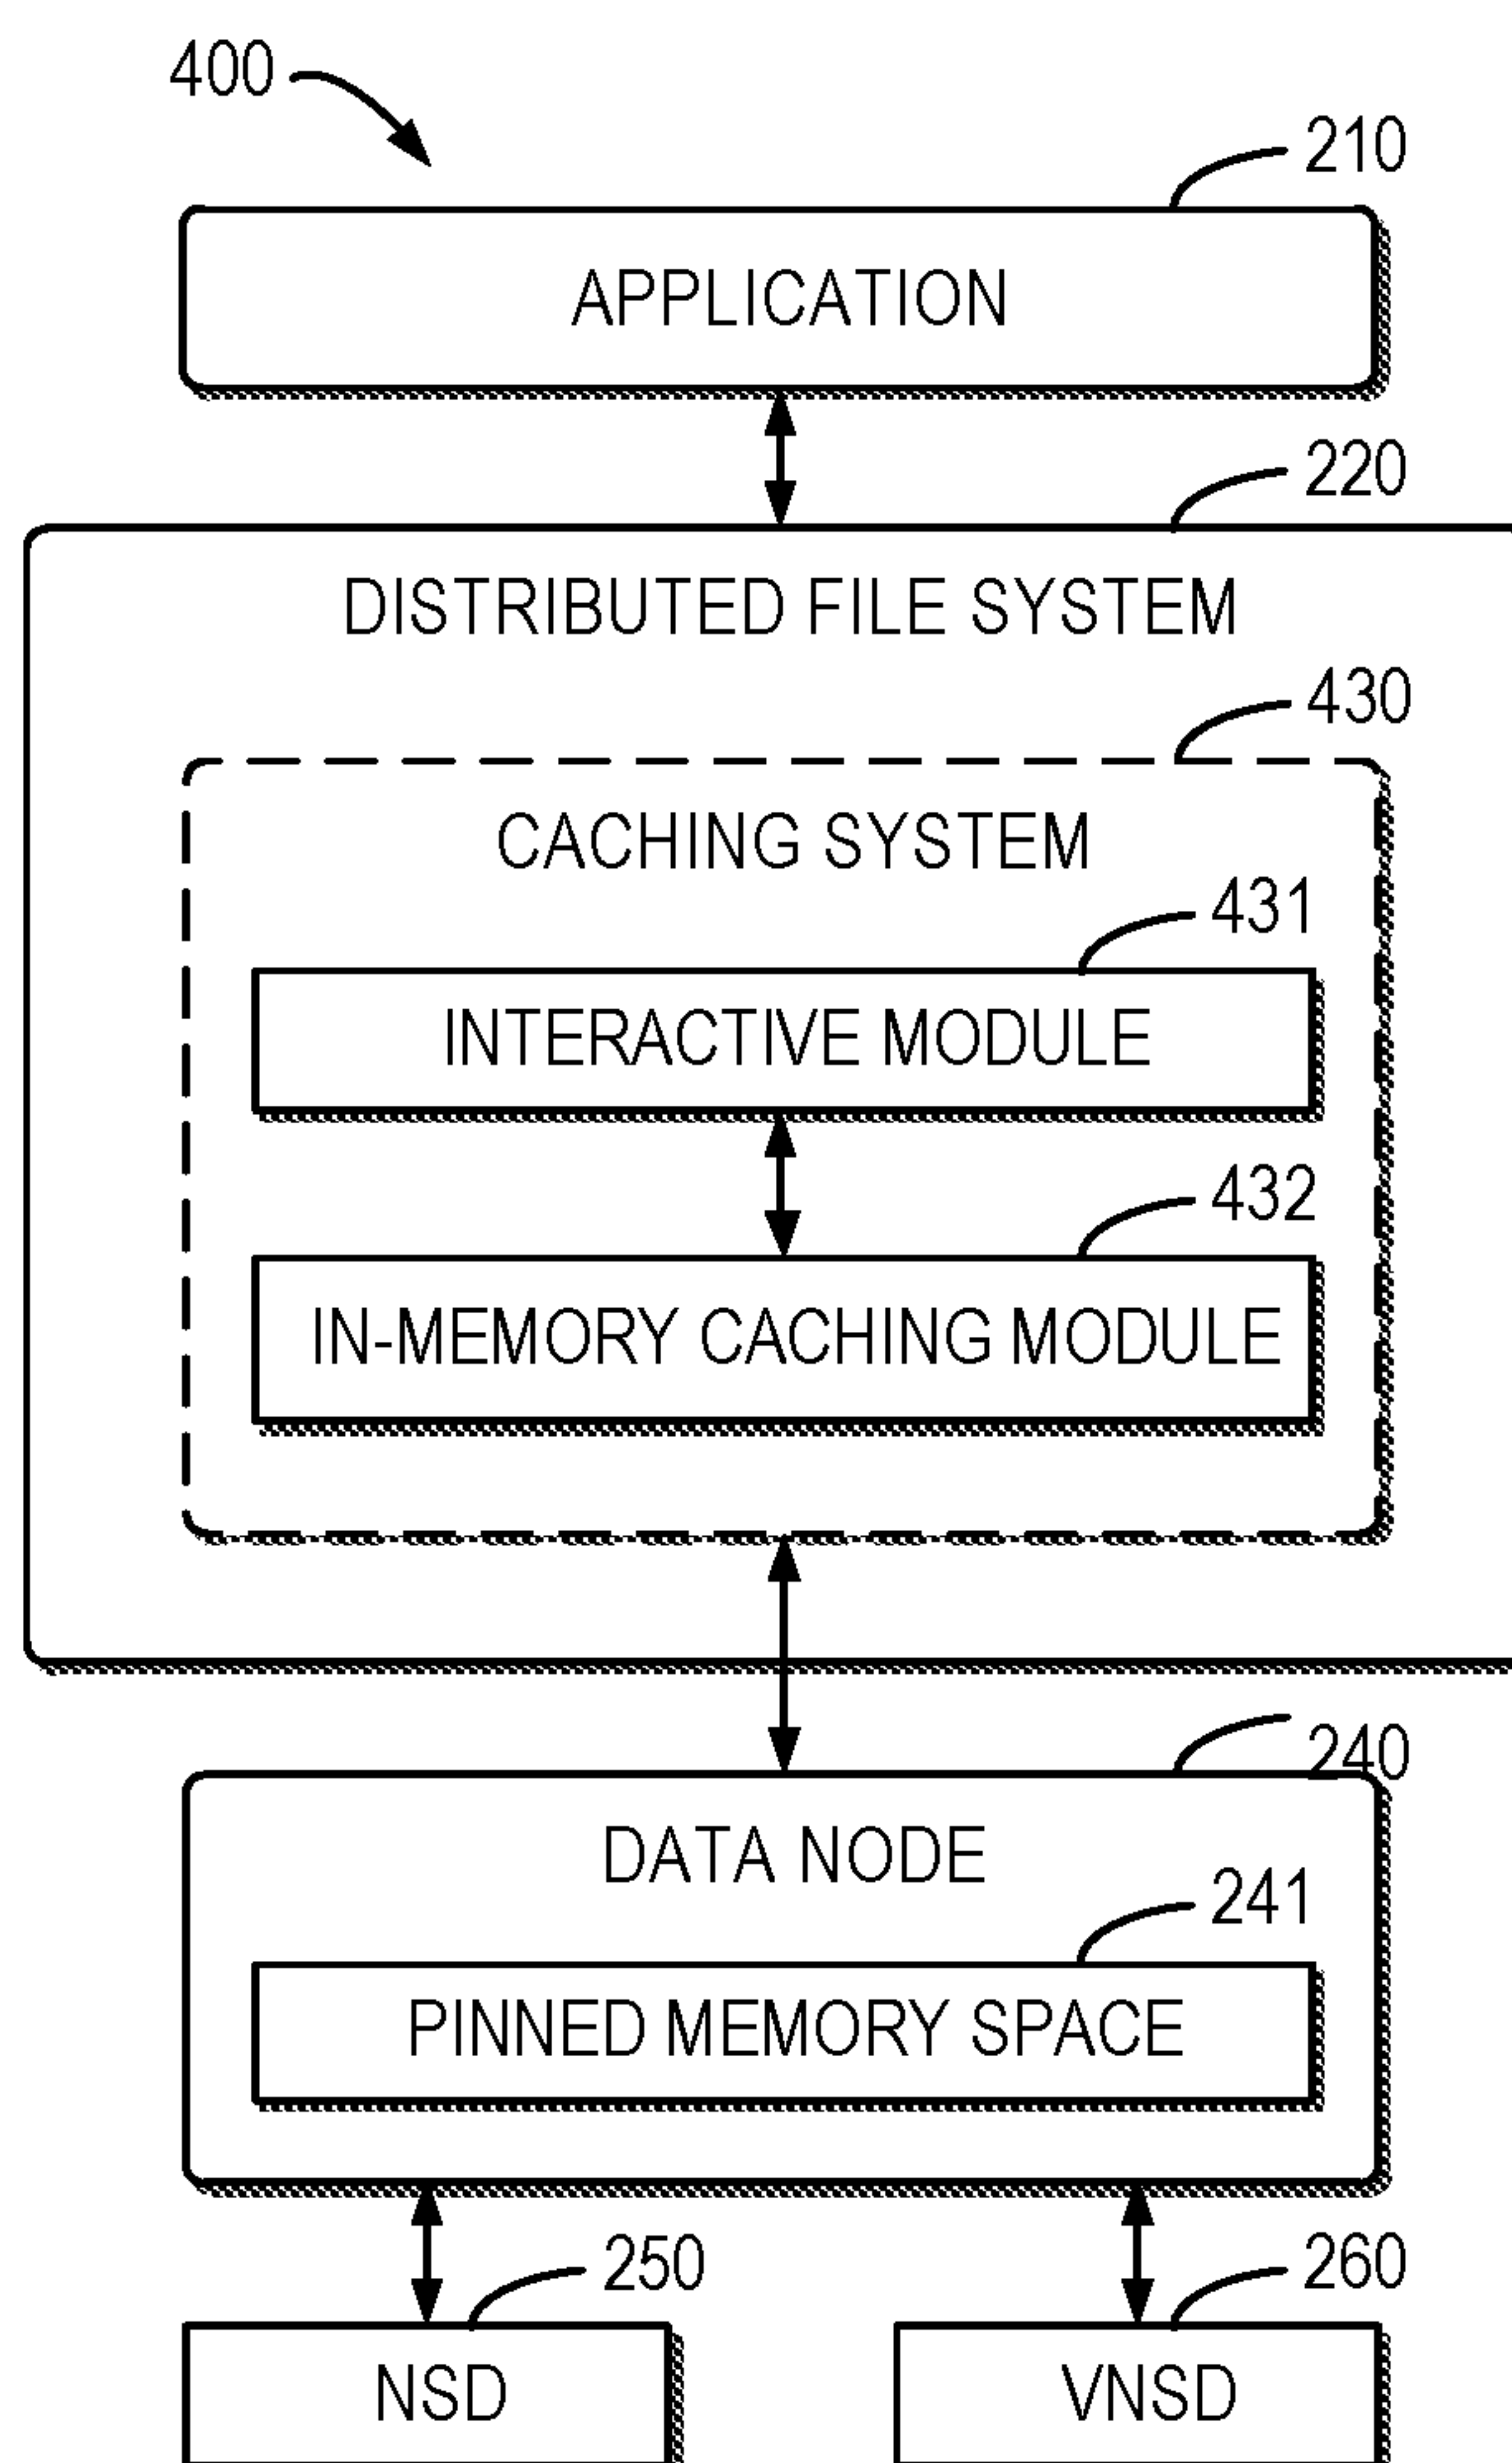 400
210
APPLICATION
220
DISTRIBUTED FILE SYSTEM
430
CACHING SYSTEM
431
INTERACTIVE MODULE
432
IN-MEMORY CACHING MODULE
240
DATA NODE
241
PINNED MEMORY SPACE
250
260
NSD
VNSD